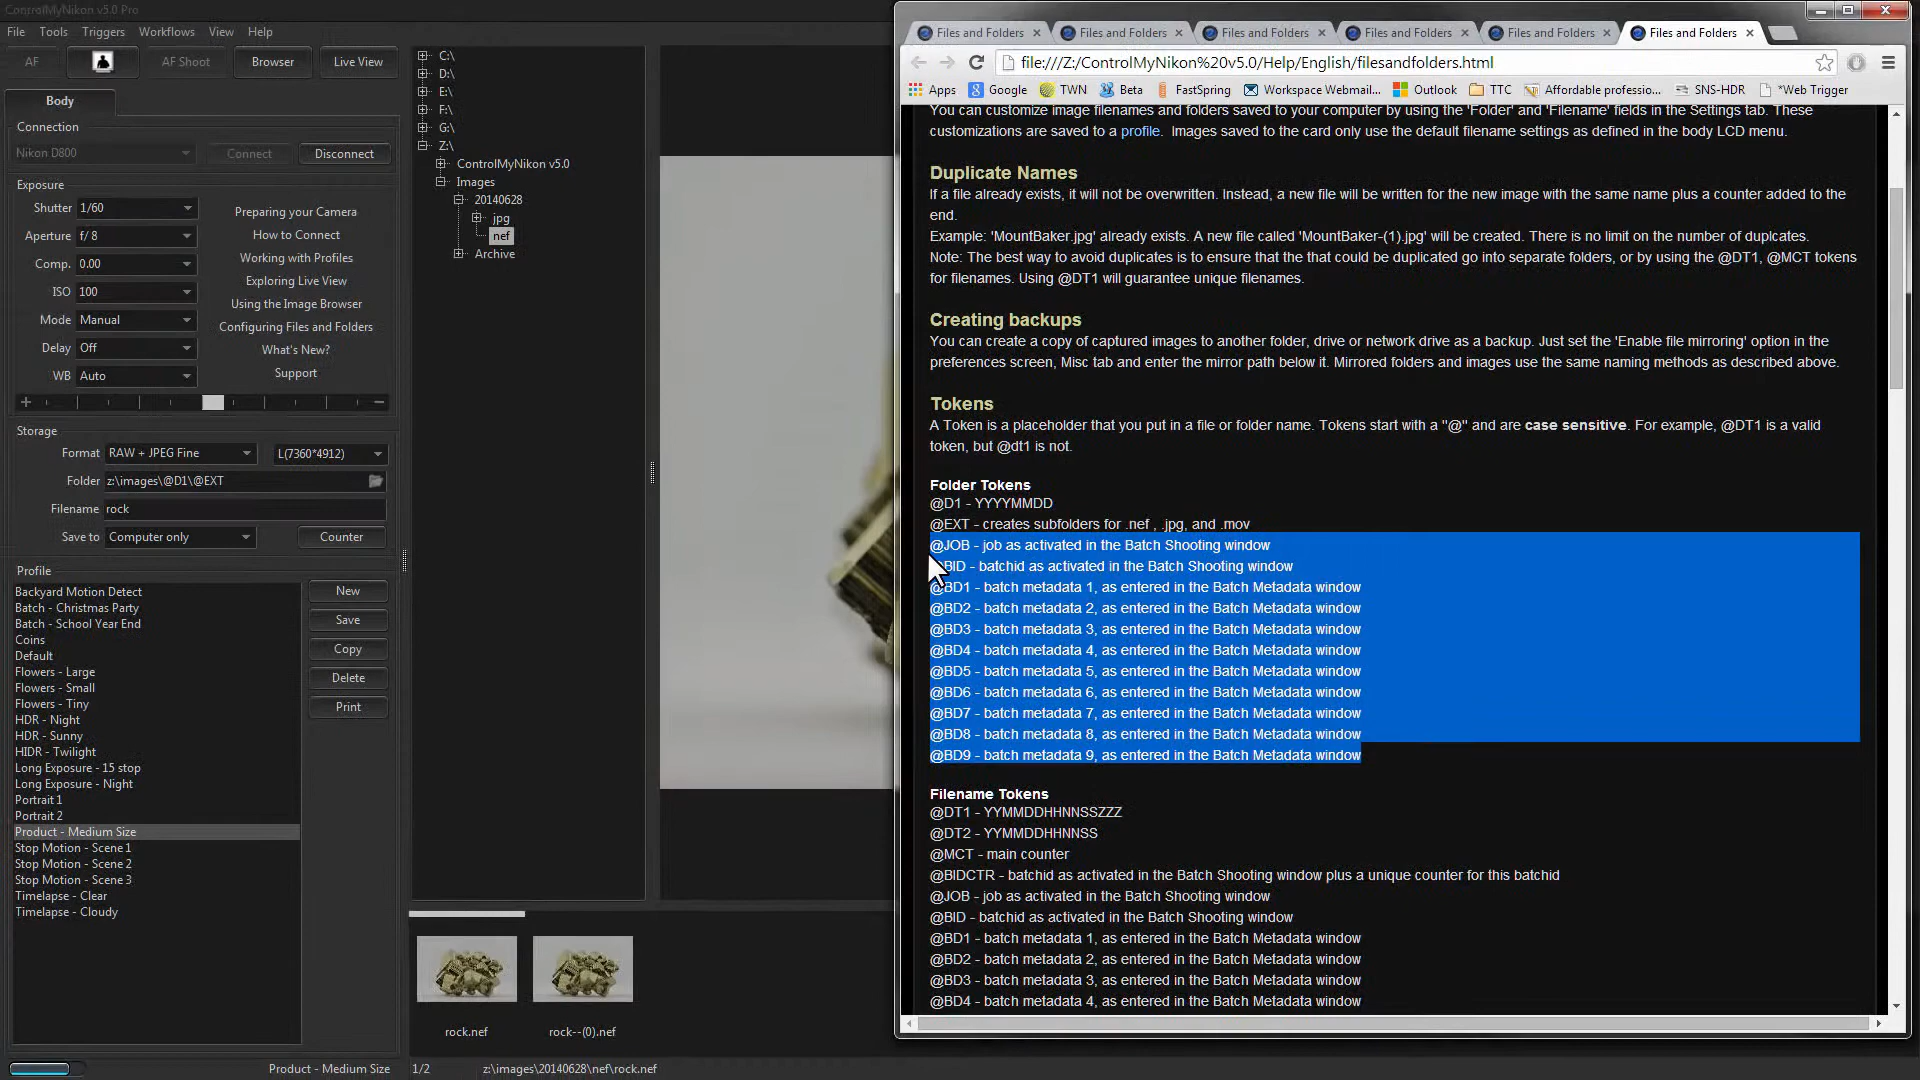 ControlMyNikon v5.0 Pro
File Tools Triggers Workflows View Help
AF AF Shoot Browser Live View
Body
Connection
Nikon D800 Connect Disconnect
Exposure
Shutter 1/60
Aperture f/ 8
Comp. 0.00
ISO 100
Mode Manual
Delay Off
WB Auto
Preparing your Camera
How to Connect
Working with Profiles
Exploring Live View
Using the Image Browser
Configuring Files and Folders
What's New?
Support
Storage
Format RAW + JPEG Fine L(7360*4912)
Folder z:\images\@D1\@EXT
Filename rock
Save to Computer only Counter
Profile
Backyard Motion Detect
Batch - Christmas Party
Batch - School Year End
Coins
Default
Flowers - Large
Flowers - Small
Flowers - Tiny
HDR - Night
HDR - Sunny
HIDR - Twilight
Long Exposure - 15 stop
Long Exposure - Night
Portrait 1
Portrait 2
Product - Medium Size
Stop Motion - Scene 1
Stop Motion - Scene 2
Stop Motion - Scene 3
Timelapse - Clear
Timelapse - Cloudy
New
Save
Copy
Delete
Print
Product - Medium Size 1/2 z:\images\20140628\nef\rock.nef
C:\
D:\
E:\
F:\
G:\
Z:\
ControlMyNikon v5.0
Images
20140628
jpg
nef
Archive
rock.nef rock--(0).nef
Files and Folders Files and Folders Files and Folders Files and Folders Files and Folders Files and Folders
file:///Z:/ControlMyNikon%20v5.0/Help/English/filesandfolders.html
Apps Google TWN Beta FastSpring Workspace Webmail... Outlook TTC Affordable professio... SNS-HDR *Web Trigger
You can customize image filenames and folders saved to your computer by using the 'Folder' and 'Filename' fields in the Settings tab. These
customizations are saved to a profile. Images saved to the card only use the default filename settings as defined in the body LCD menu.
Duplicate Names
If a file already exists, it will not be overwritten. Instead, a new file will be written for the new image with the same name plus a counter added to the
end.
Example: 'MountBaker.jpg' already exists. A new file called 'MountBaker-(1).jpg' will be created. There is no limit on the number of duplcates.
Note: The best way to avoid duplicates is to ensure that the that could be duplicated go into separate folders, or by using the @DT1, @MCT tokens
for filenames. Using @DT1 will guarantee unique filenames.
Creating backups
You can create a copy of captured images to another folder, drive or network drive as a backup. Just set the 'Enable file mirroring' option in the
preferences screen, Misc tab and enter the mirror path below it. Mirrored folders and images use the same naming methods as described above.
Tokens
A Token is a placeholder that you put in a file or folder name. Tokens start with a "@" and are case sensitive. For example, @DT1 is a valid
token, but @dt1 is not.
Folder Tokens
@D1 - YYYYMMDD
@EXT - creates subfolders for .nef , .jpg, and .mov
@JOB - job as activated in the Batch Shooting window
@BID - batchid as activated in the Batch Shooting window
@BD1 - batch metadata 1, as entered in the Batch Metadata window
@BD2 - batch metadata 2, as entered in the Batch Metadata window
@BD3 - batch metadata 3, as entered in the Batch Metadata window
@BD4 - batch metadata 4, as entered in the Batch Metadata window
@BD5 - batch metadata 5, as entered in the Batch Metadata window
@BD6 - batch metadata 6, as entered in the Batch Metadata window
@BD7 - batch metadata 7, as entered in the Batch Metadata window
@BD8 - batch metadata 8, as entered in the Batch Metadata window
@BD9 - batch metadata 9, as entered in the Batch Metadata window
Filename Tokens
@DT1 - YYMMDDHHNNSSZZZ
@DT2 - YYMMDDHHNNSS
@MCT - main counter
@BIDCTR - batchid as activated in the Batch Shooting window plus a unique counter for this batchid
@JOB - job as activated in the Batch Shooting window
@BID - batchid as activated in the Batch Shooting window
@BD1 - batch metadata 1, as entered in the Batch Metadata window
@BD2 - batch metadata 2, as entered in the Batch Metadata window
@BD3 - batch metadata 3, as entered in the Batch Metadata window
@BD4 - batch metadata 4, as entered in the Batch Metadata window